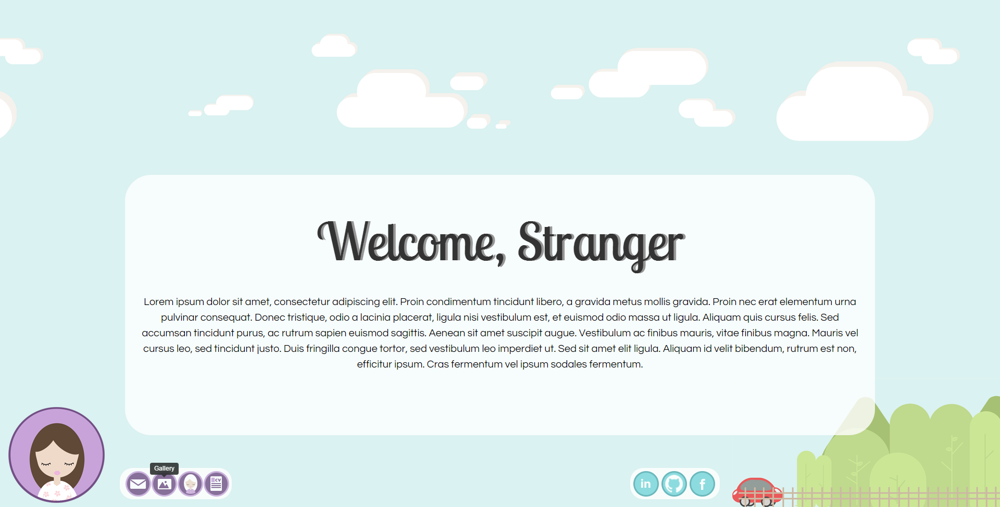 Welcome, Stranger
Lorem ipsum dolor sit amet, consectetur adipiscing elit. Proin condimentum tincidunt libero, a gravida metus mollis gravida. Proin nec erat elementum urna
pulvinar consequat. Donec tristique, odio a lacinia placerat, ligula nisi vestibulum est, et euismod odio massa ut ligula. Aliquam quis cursus felis. Sed
accumsan tincidunt purus, ac rutrum sapien euismod sagittis. Aenean sit amet suscipit augue. Vestibulum ac finibus mauris, vitae finibus magna. Mauris vel
cursus leo, sed tincidunt justo. Duis fringilla congue tortor, sed vestibulum leo imperdiet ut. Sed sit amet elit ligula. Aliquam id velit bibendum, rutrum est non,
efficitur ipsum. Cras fermentum vel ipsum sodales fermentum.
Gallery
CV
in
f